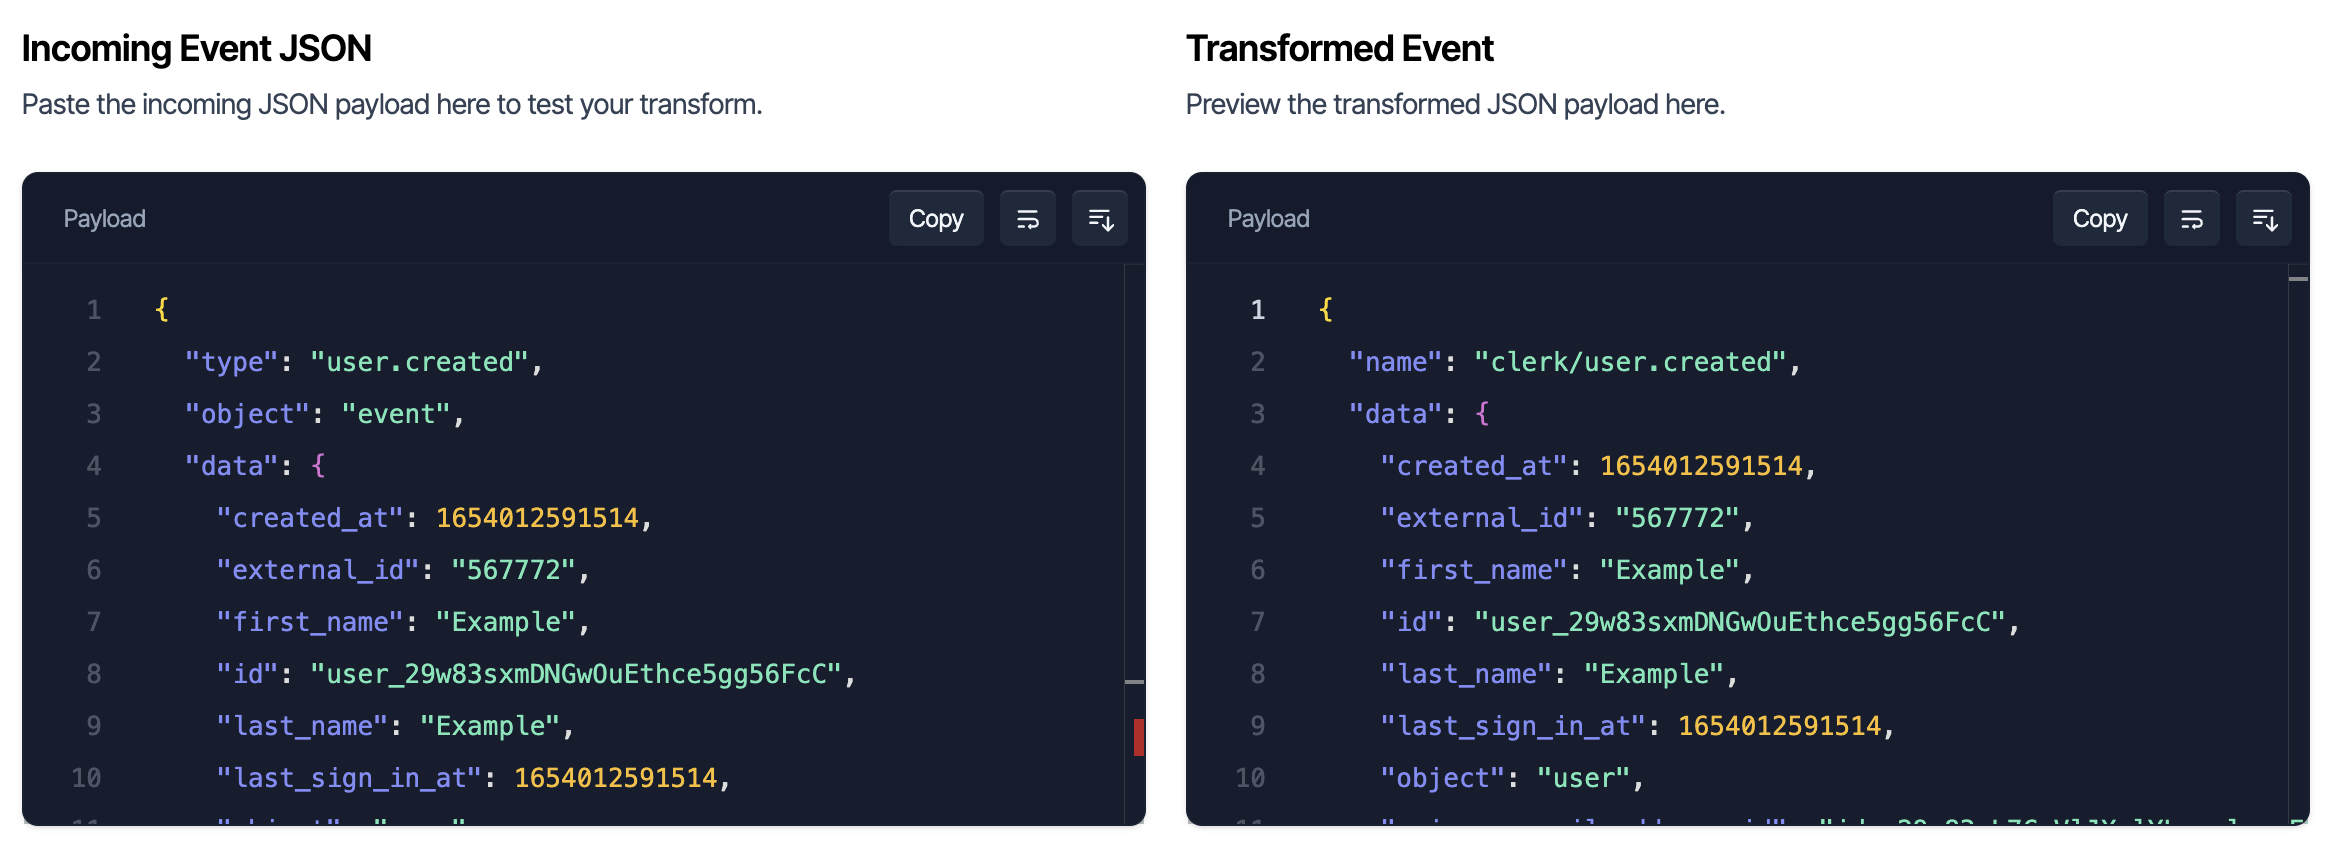 Incoming Event JSON
Paste the incoming JSON payload here to test your transform.
Payload
Copy
1 {
2 "type": "user.created",
3 "object": "event",
4 "data": {
5 "created_at": 1654012591514,
6 "external_id": "567772",
7 "first_name": "Example",
8 "id": "user_29w83sxmDNGwOuEthce5gg56FcC",
9 "last_name": "Example",
10 "last_sign_in_at": 1654012591514,
Transformed Event
Preview the transformed JSON payload here.
Payload
Copy
1 {
2 "name": "clerk/user.created",
3 "data": {
4 "created_at": 1654012591514,
5 "external_id": "567772",
6 "first_name": "Example",
7 "id": "user_29w83sxmDNGwOuEthce5gg56FcC",
8 "last_name": "Example",
9 "last_sign_in_at": 1654012591514,
10 "object": "user",